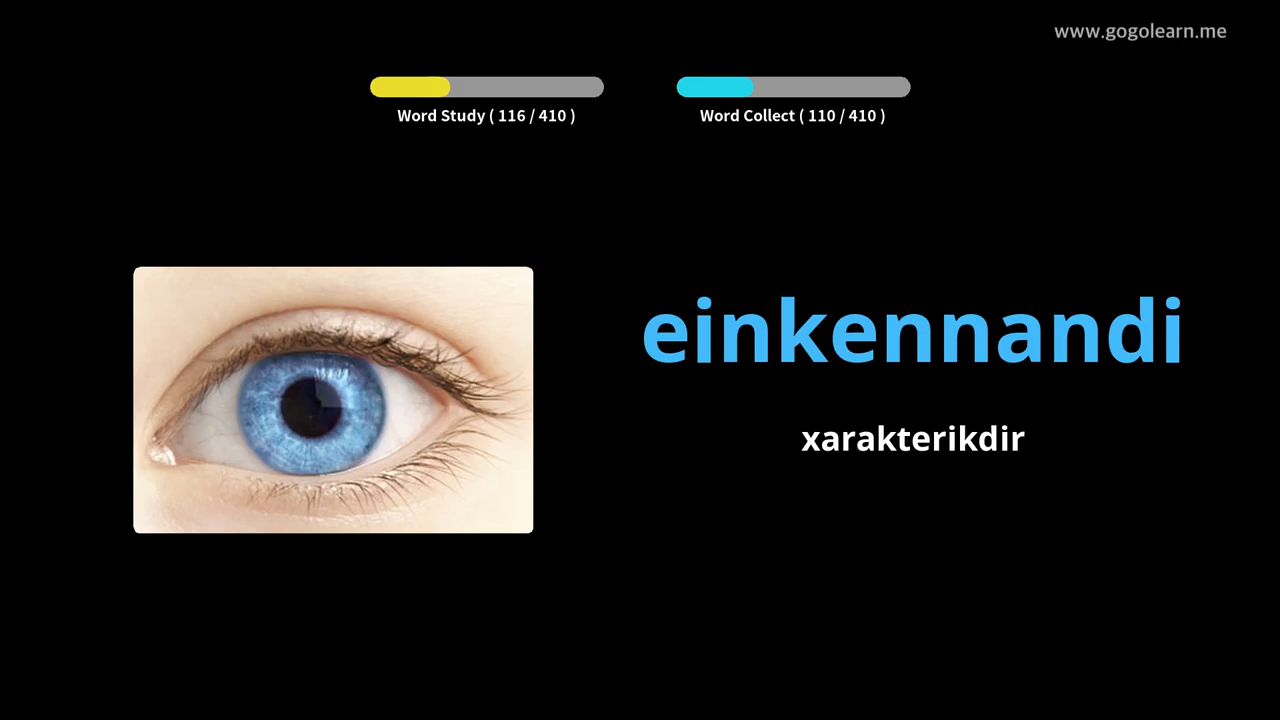 www.gogolearn.me
Word Study ( 116 / 410 )
Word Collect ( 110 / 410 )
einkennandi
xarakterikdir